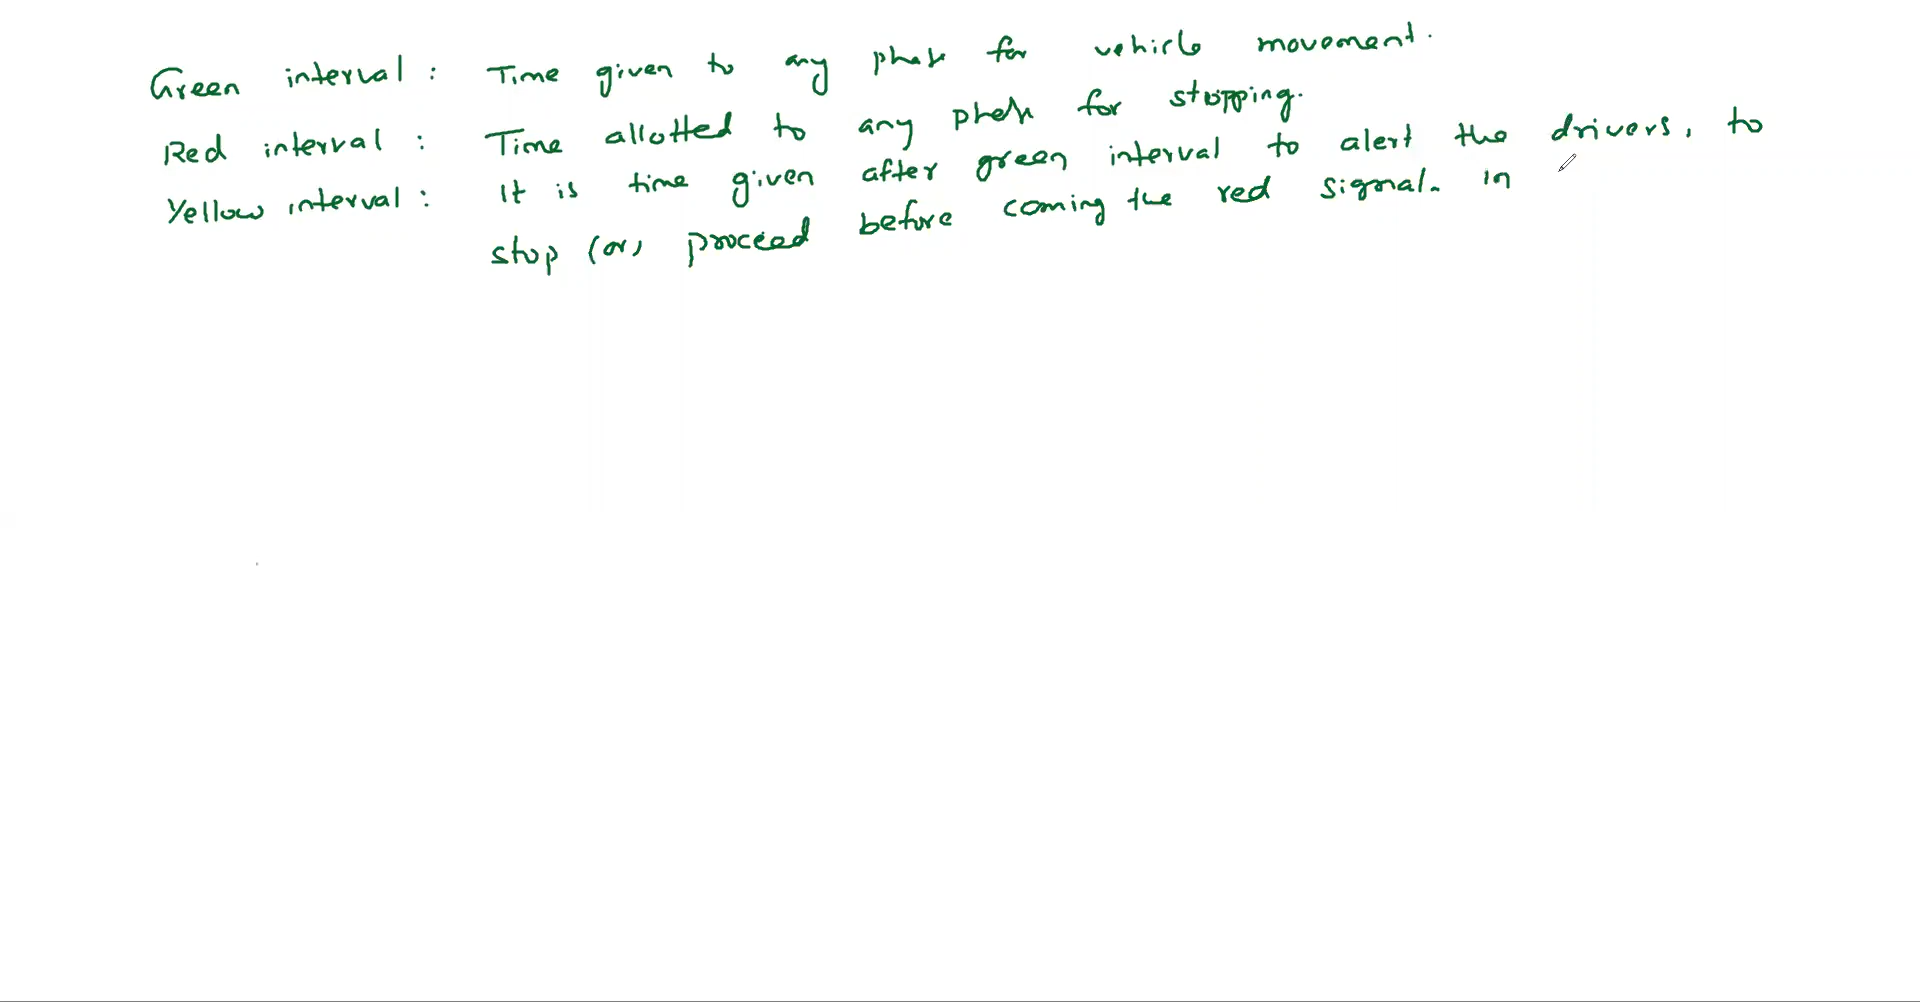 Green interval : Time given to any phase for vehicle movement.
Red interval : Time allotted to any phase for stopping.
Yellow interval : It is time given after green interval to alert the drivers, to
stop (or) proceed before coming the red signal. in